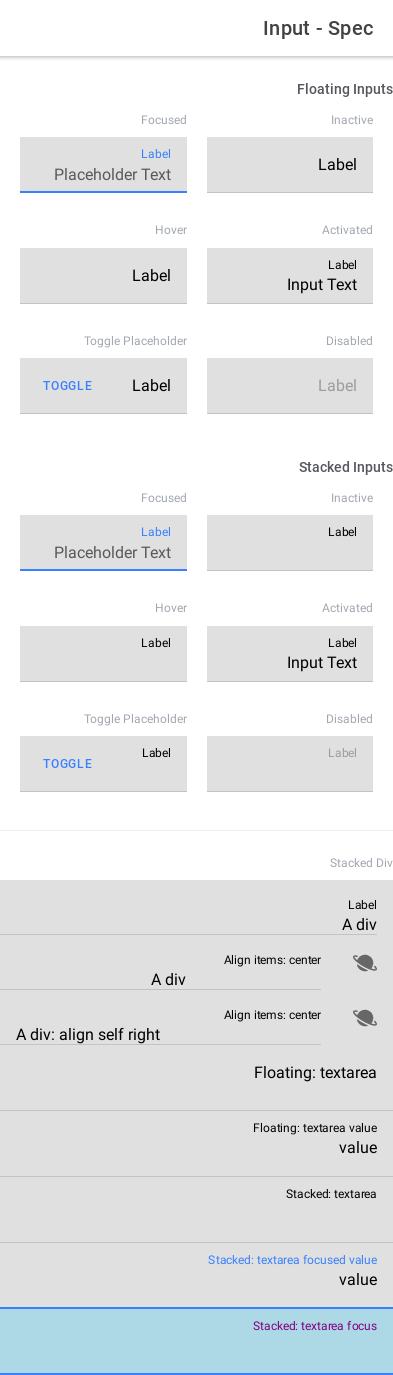 Input - Spec
Floating Inputs
Inactive
Focused
Label
Label
Placeholder Text
Activated
Hover
Label
Input Text
Label
Disabled
Toggle Placeholder
Label
Label
TOGGLE
Stacked Inputs
Inactive
Focused
Label
Label
Placeholder Text
Activated
Hover
Label
Input Text
Label
Disabled
Toggle Placeholder
Label
Label
TOGGLE
Stacked Div
Label
A div
Align items: center
A div
Align items: center
A div: align self right
Floating: textarea
Floating: textarea value
value
Stacked: textarea
Stacked: textarea focused value
value
Stacked: textarea focus